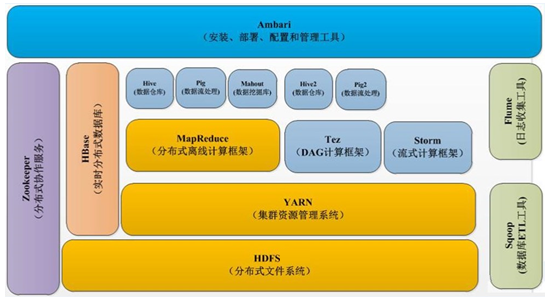 Ambari
(安装、部署、配置和管理工具)
Zookeeper
(分布式协作服务)
HBase
(实时分布式数据库)
Hive
(数据仓库)
Pig
(数据流处理)
Mahout
(数据挖掘库)
Hive2
(数据仓库)
Pig2
(数据流处理)
Flume
(日志收集工具)
MapReduce
(分布式离线计算框架)
Tez
(DAG计算框架)
Storm
(流式计算框架)
YARN
(集群资源管理系统)
Sqoop
(数据库ETL工具)
HDFS
(分布式文件系统)